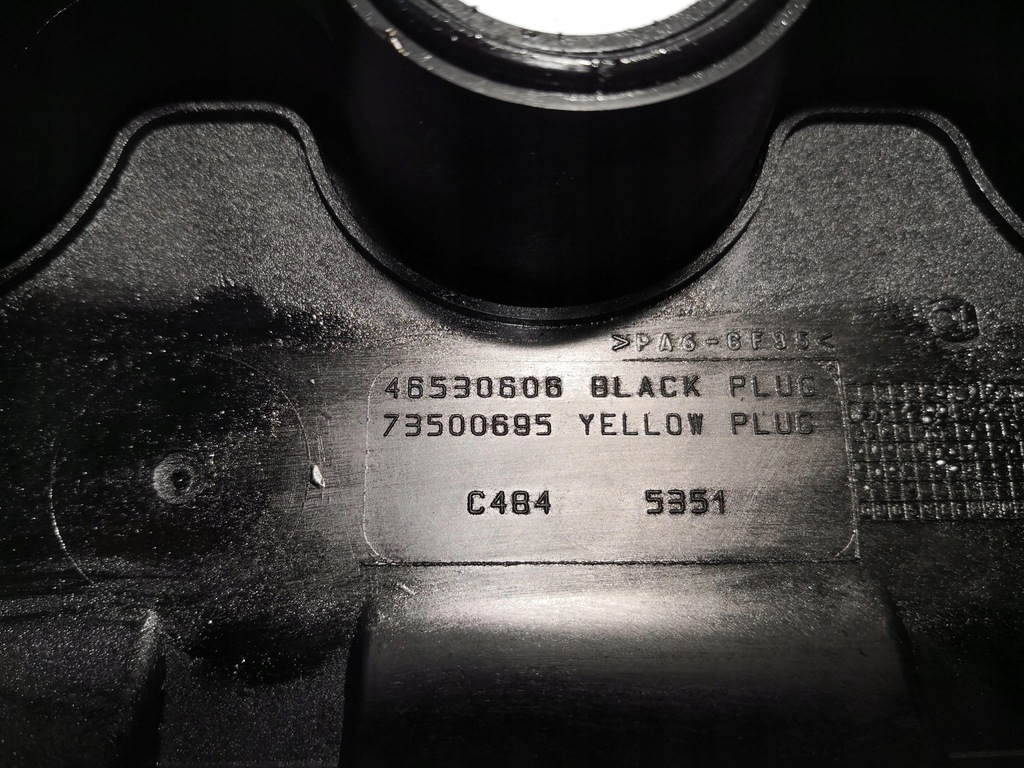 >PA6-GF35<
46530606 BLACK PLUG
73500695 YELLOW PLUG
C484 5351